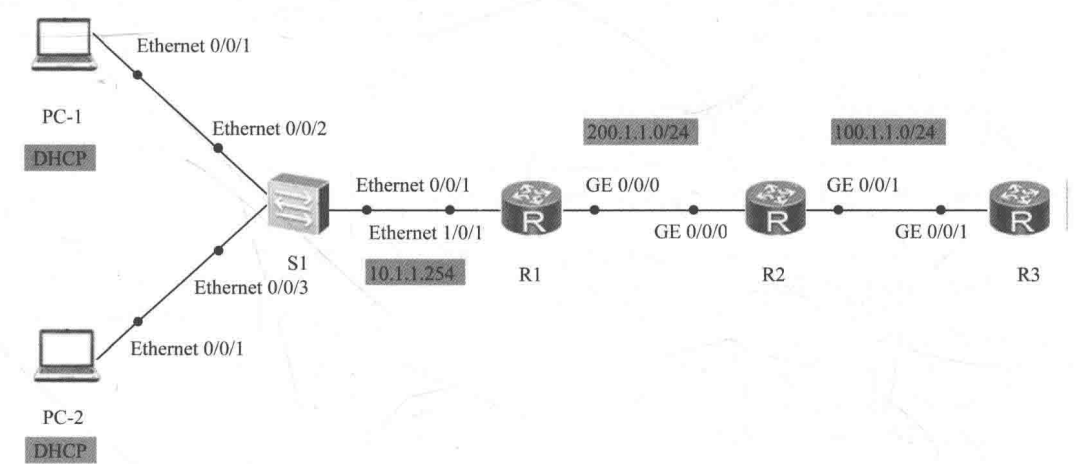 Ethernet 0/0/1
PC-1
DHCP
Ethernet 0/0/2
200.1.1.0/24
100.1.1.0/24
Ethernet 0/0/1
GE 0/0/0
GE 0/0/1
R
R
R
Ethernet 1/0/1
GE 0/0/0
GE 0/0/1
S1
10.1.1.254
R1
R2
R3
Ethernet 0/0/3
Ethernet 0/0/1
PC-2
DHCP